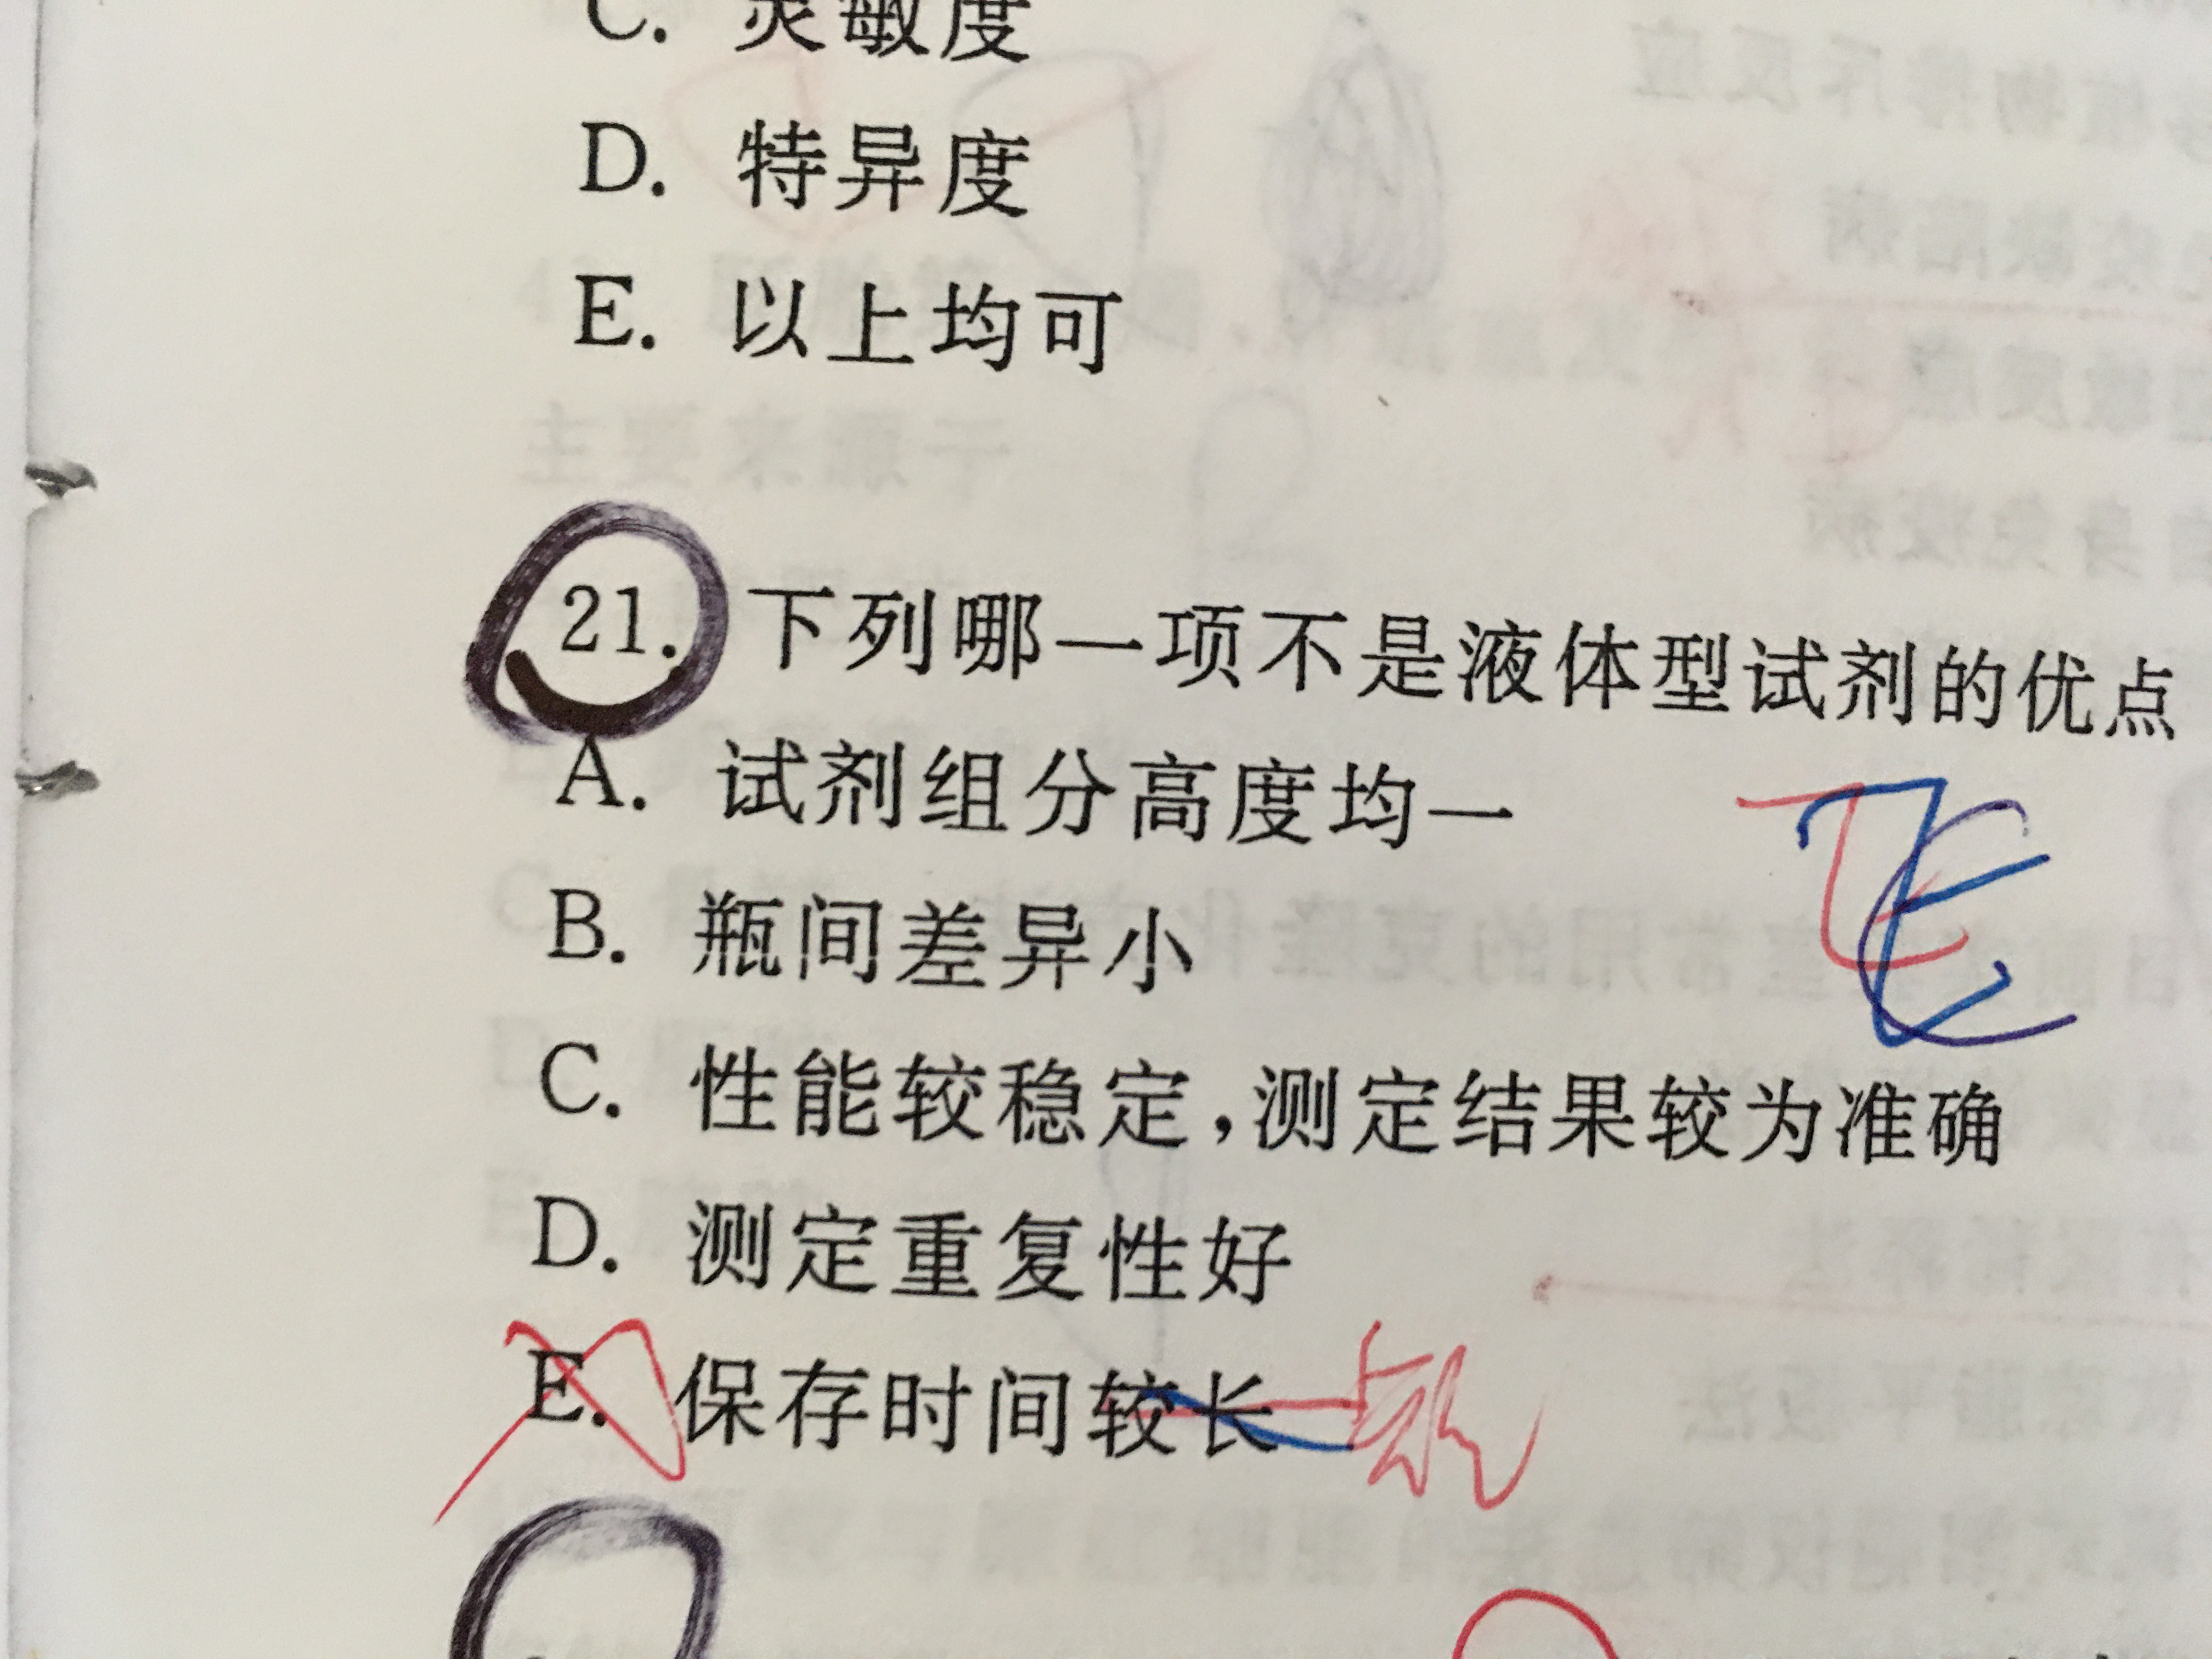 C. 灵敏度
D. 特异度
E. 以上均可
21. 下列哪一项不是液体型试剂的优点
A. 试剂组分高度均一
B. 瓶间差异小
C. 性能较稳定,测定结果较为准确
D. 测定重复性好
E. 保存时间较长